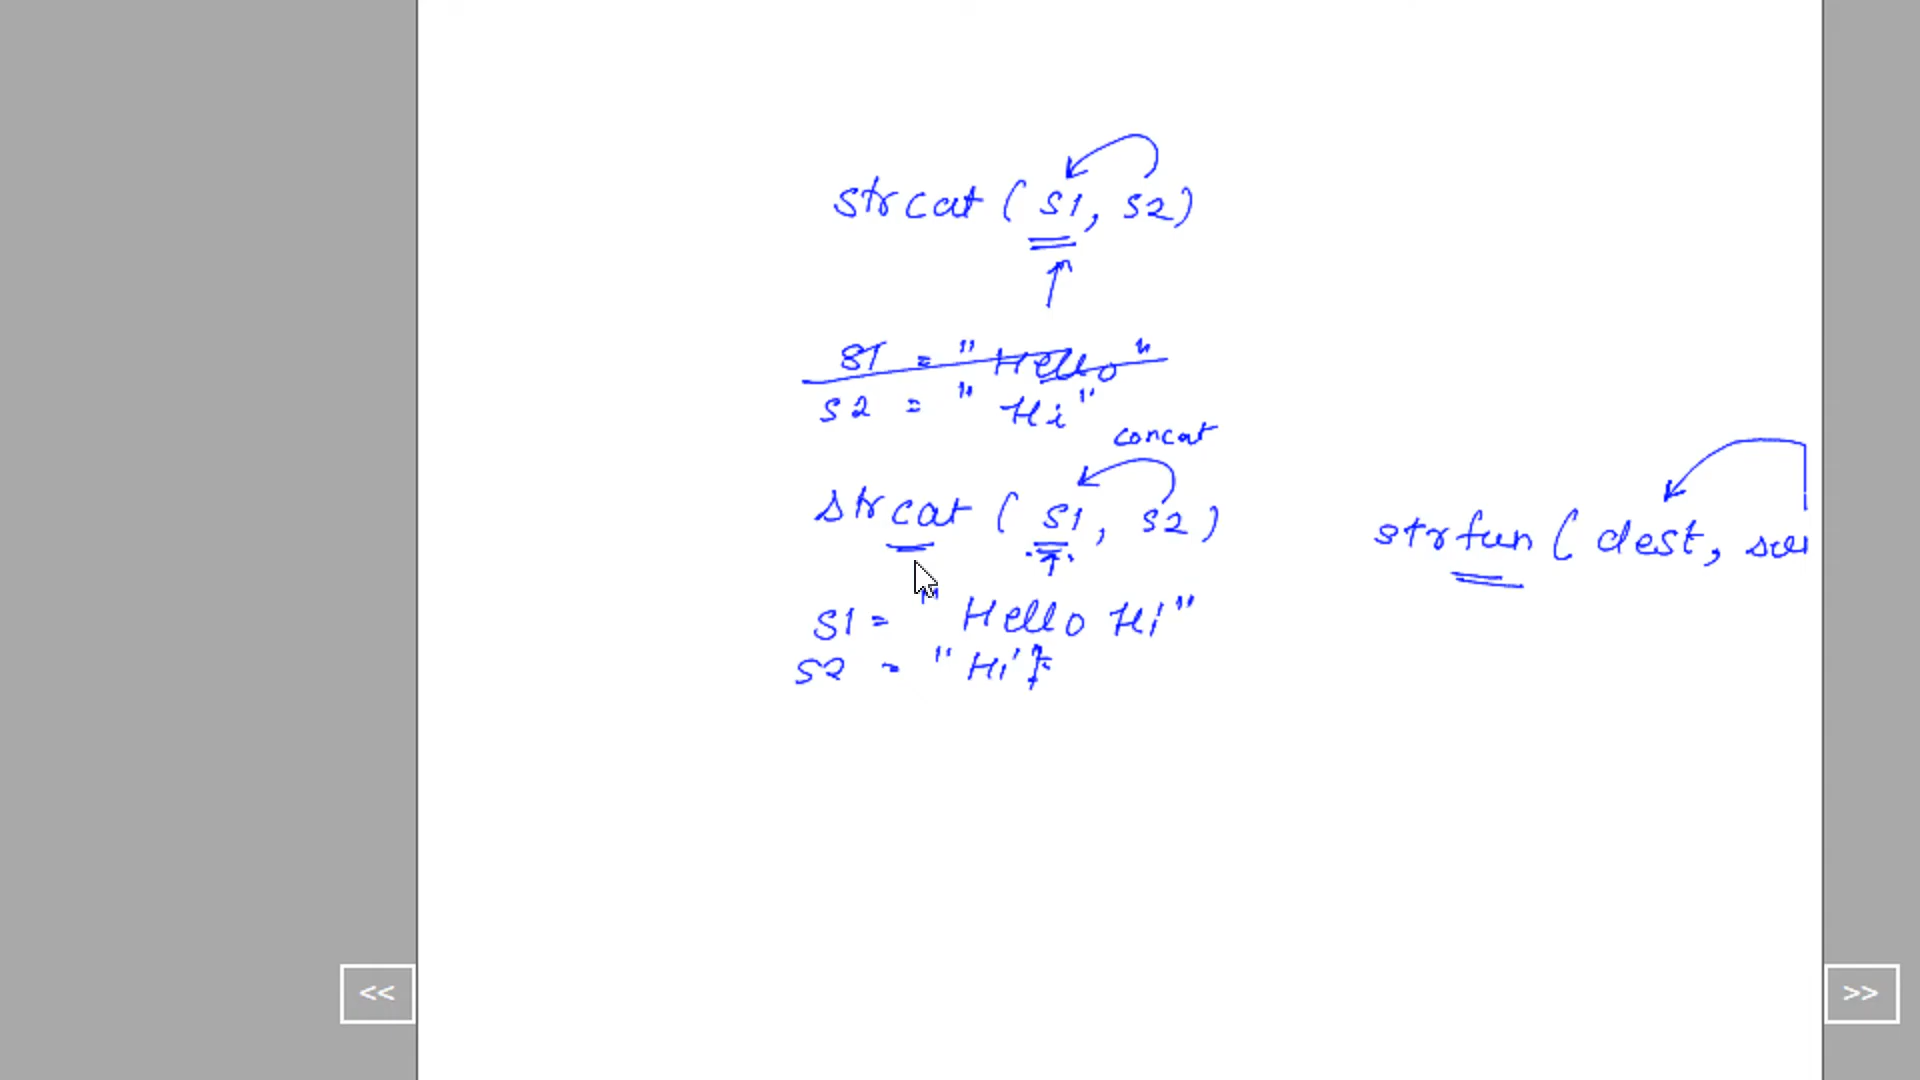 strcat ( S1, S2)
S1 = "Hello"
S2 = "Hi"
concat
strcat ( S1, S2)
strfun ( dest,
S1 = "Hello Hi"
S2 = "Hi"
<<
>>